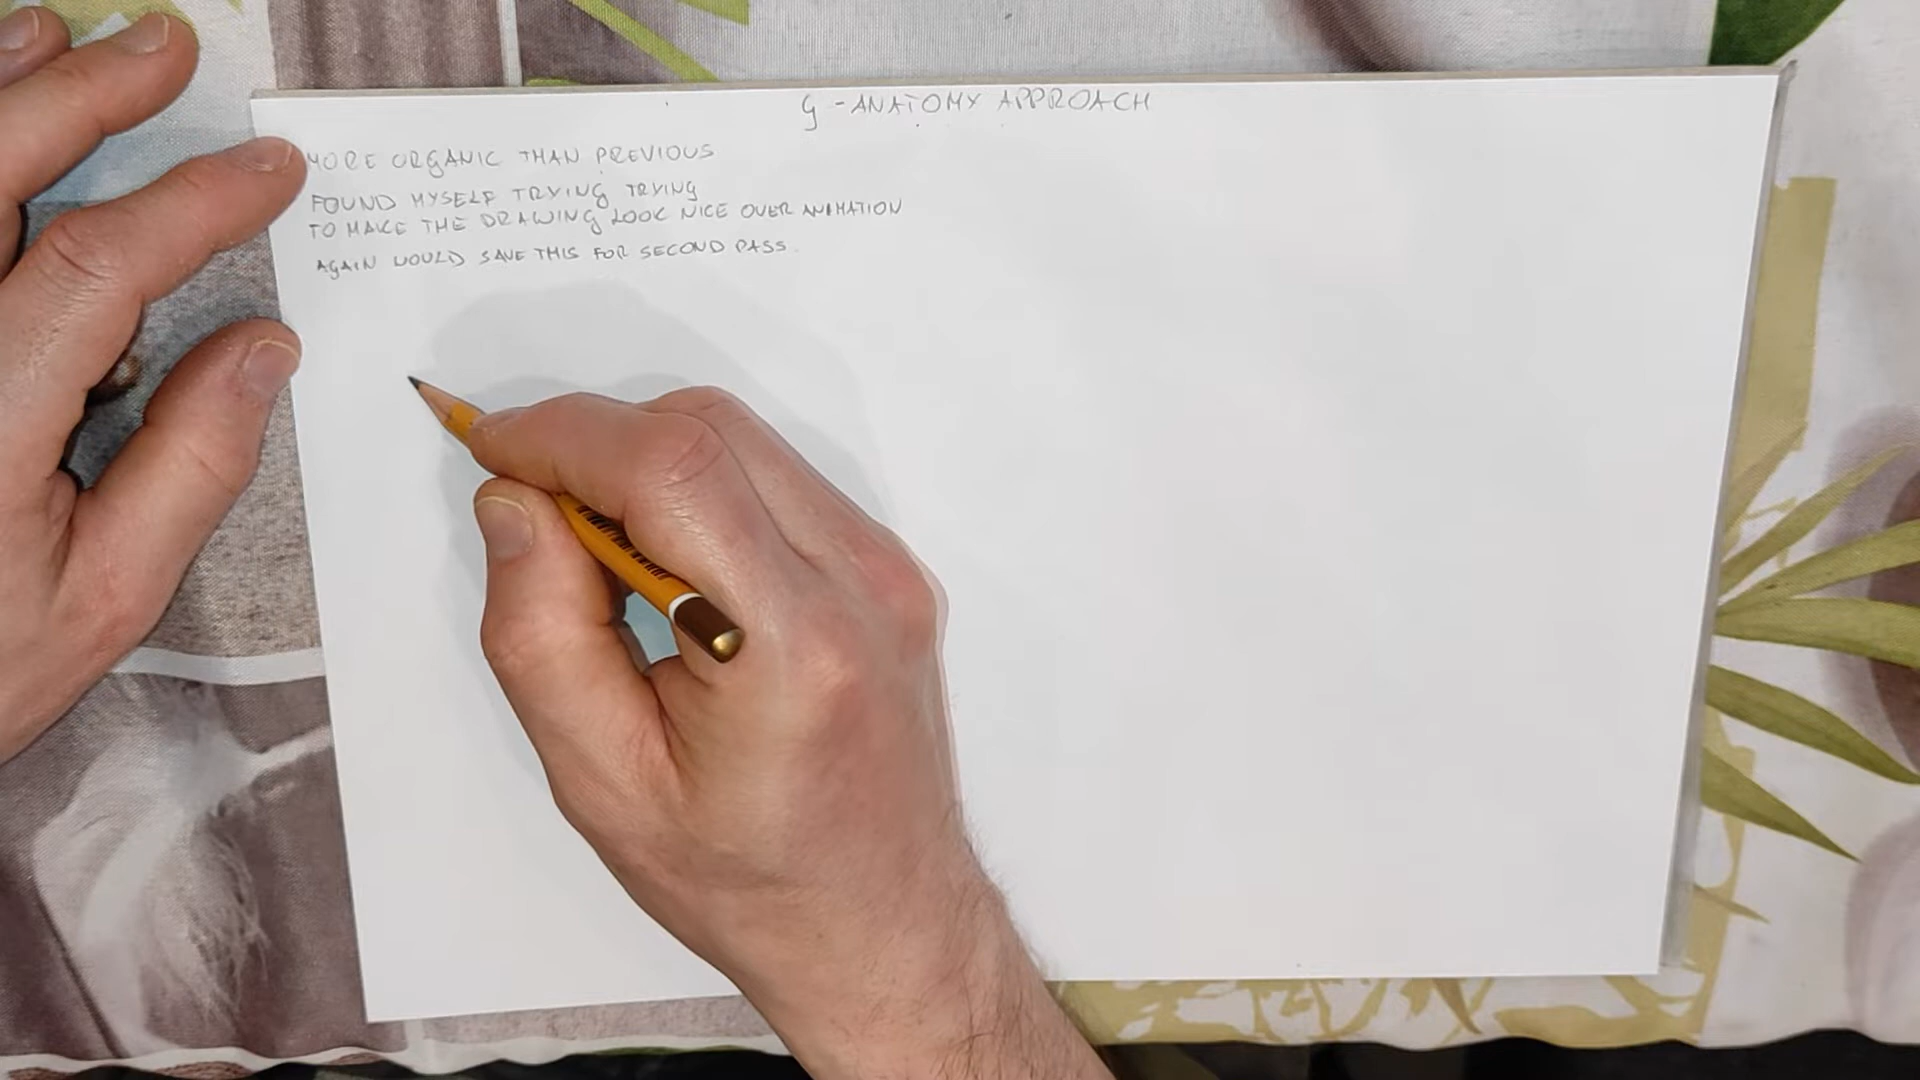 G - ANATOMY APPROACH
MORE ORGANIC THAN PREVIOUS
FOUND MYSELF TRYING TRYING
TO MAKE THE DRAWING LOOK NICE OVER ANIMATION
AGAIN WOULD SAVE THIS FOR SECOND PASS.